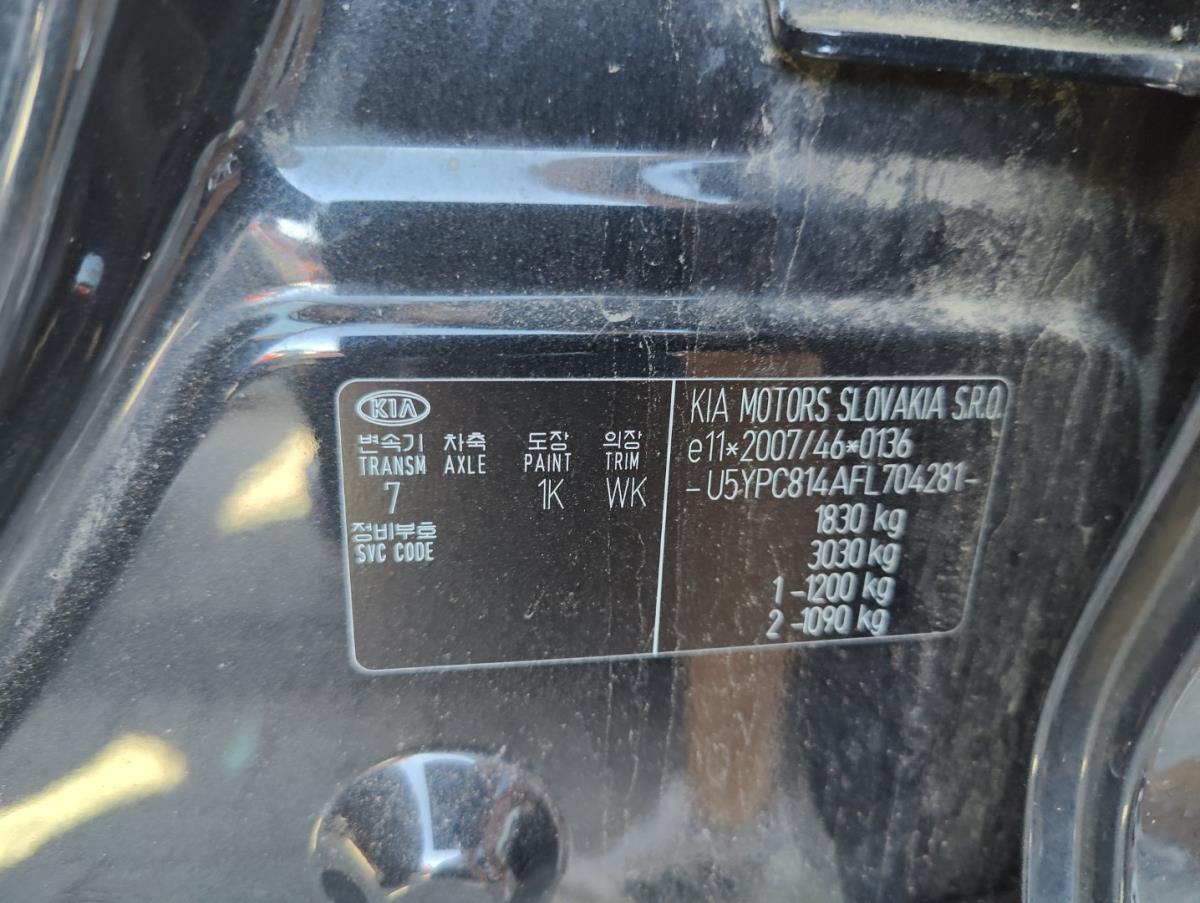 KIA
변속기 차축 도장 의장
TRANSM AXLE PAINT TRIM
7 1K WK
정비부호
SVC CODE
KIA MOTORS SLOVAKIA S.R.O.
e11*2007/46*0136
-U5YPC814AFL704281-
1830 kg
3030 kg
1 -1200 kg
2 -1090 kg